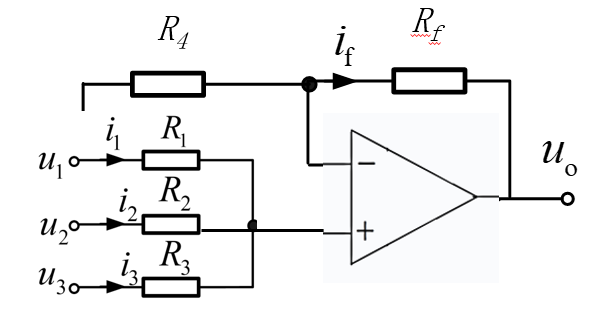 R4 if Rf
i1 R1
u1 −
i2 R2 uo
u2 +
i3 R3
u3